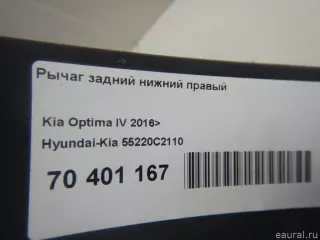 Рычаг задний нижний правый
Kia Optima IV 2016>
Hyundai-Kia 55220C2110
70 401 167
eaural.ru